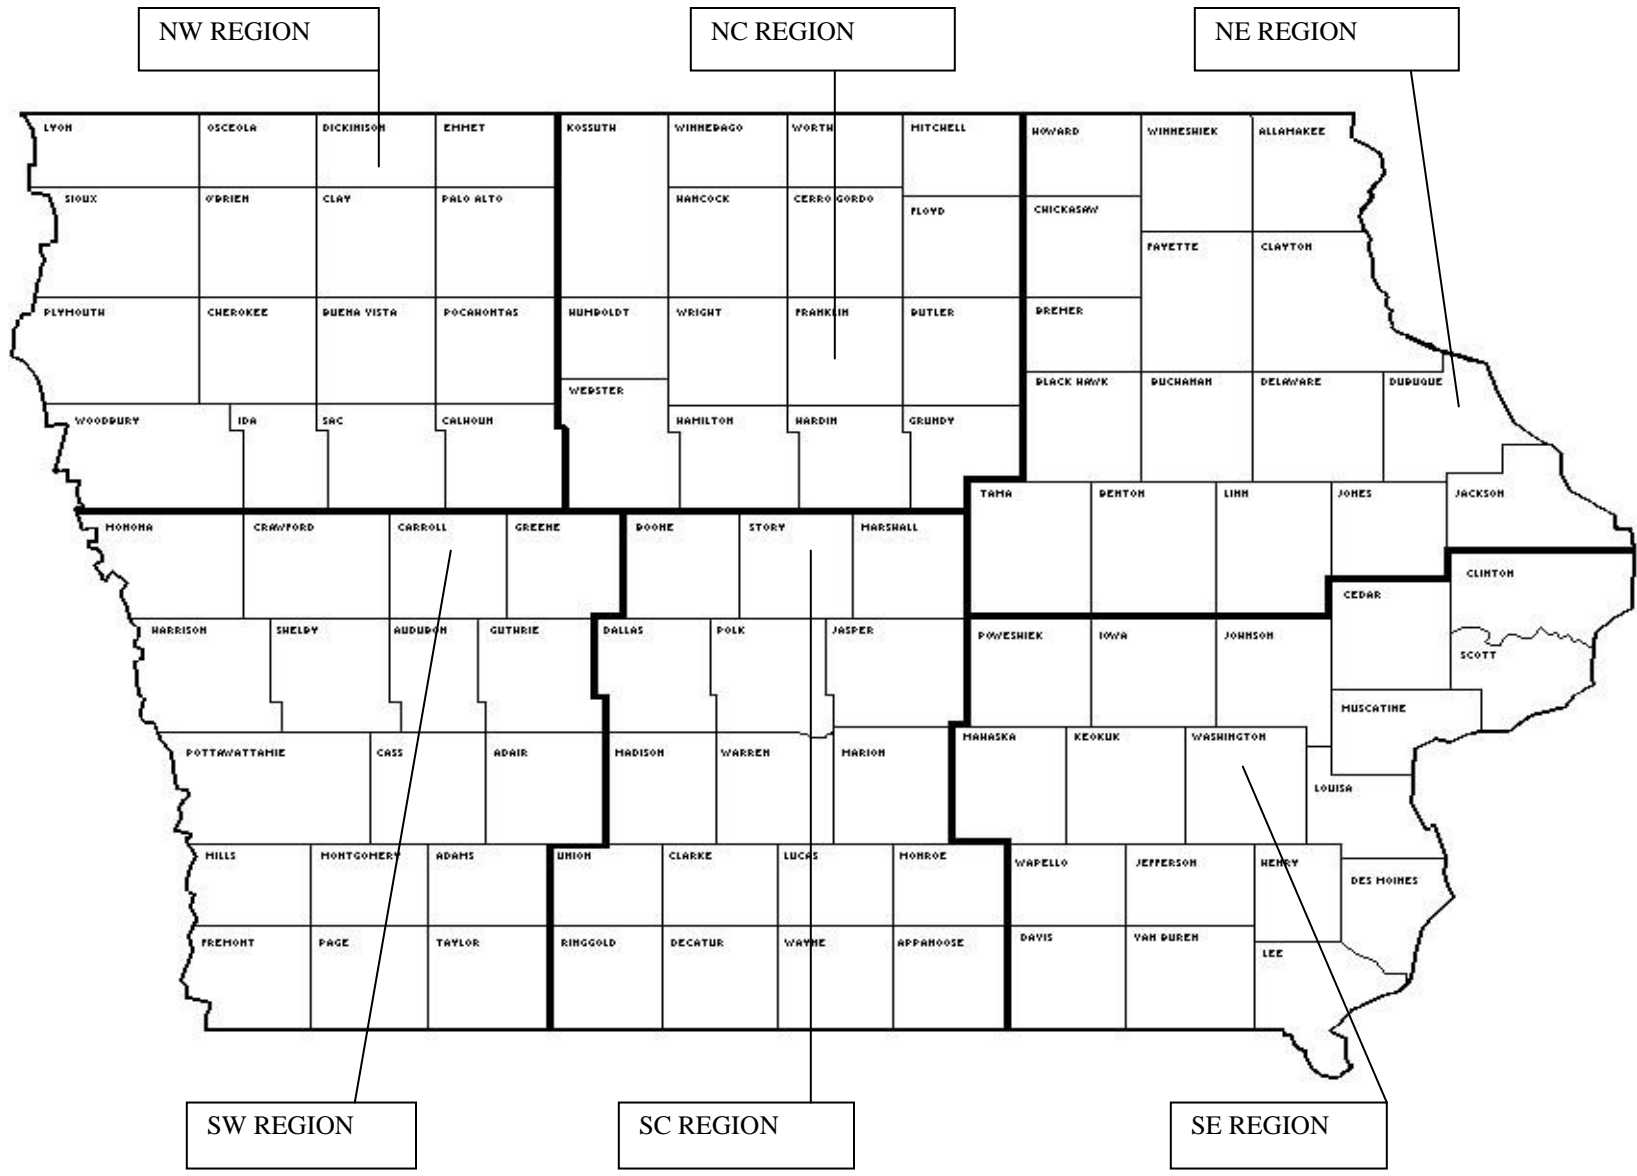 NW REGION
NC REGION
NE REGION
LYON
OSCEOLA
DICKINISON
EMMET
KOSSUTH
WINNEBAGO
WORTH
MITCHELL
HOWARD
WINNESHIEK
ALLAMAKEE
SIOUX
O'BRIEN
CLAY
PALO ALTO
HANCOCK
CERRO GORDO
FLOYD
CHICKASAW
FAYETTE
CLAYTON
PLYMOUTH
CHEROKEE
BUENA VISTA
POCAHONTAS
HUMBOLDT
WRIGHT
FRANKLIN
BUTLER
BREMER
WEBSTER
BLACK HAWK
BUCHANAN
DELAWARE
DUBUQUE
WOODBURY
IDA
SAC
CALHOUN
HAMILTON
HARDIN
GRUNDY
TAMA
BENTON
LINN
JONES
JACKSON
MONONA
CRAWFORD
CARROLL
GREENE
BOONE
STORY
MARSHALL
CLINTON
CEDAR
HARRISON
SHELBY
AUDUBON
GUTHRIE
DALLAS
POLK
JASPER
POWESHIEK
IOWA
JOHNSON
SCOTT
MUSCATINE
POTTAWATTAMIE
CASS
ADAIR
MADISON
WARREN
MARION
MAHASKA
KEOKUK
WASHINGTON
LOUISA
MILLS
MONTGOMERY
ADAMS
UNION
CLARKE
LUCAS
MONROE
WAPELLO
JEFFERSON
HENRY
DES MOINES
FREMONT
PAGE
TAYLOR
RINGGOLD
DECATUR
WAYNE
APPANOOSE
DAVIS
VAN BUREN
LEE
SW REGION
SC REGION
SE REGION